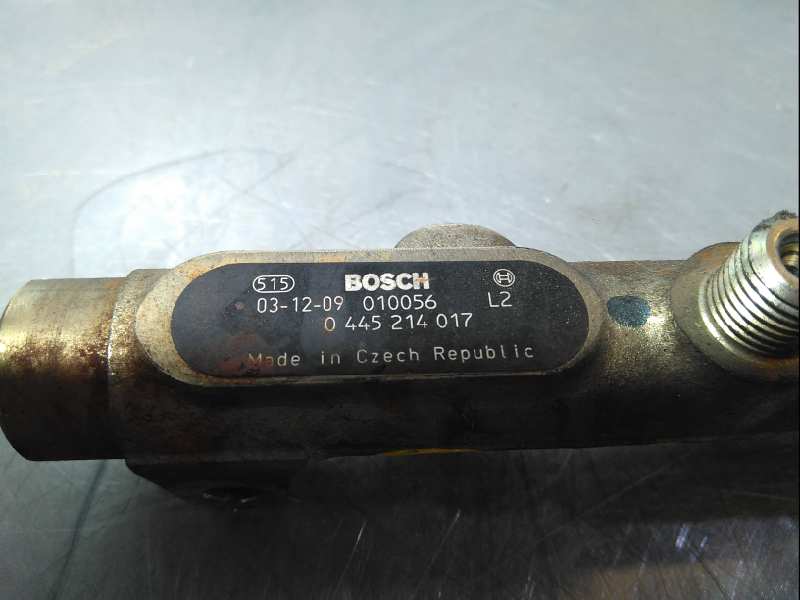 515 BOSCH
03-12-09 010056 L2
0 445 214 017
Made in Czech Republic